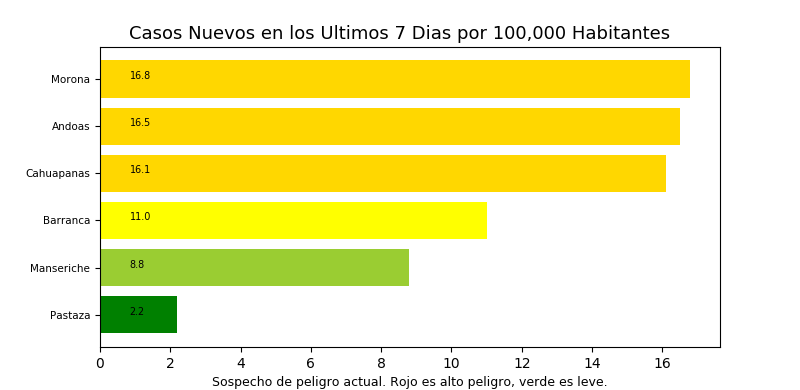 Casos Nuevos en los Ultimos 7 Dias por 100,000 Habitantes
Morona 16.8
Andoas 16.5
Cahuapanas 16.1
Barranca 11.0
Manseriche 8.8
Pastaza 2.2
0 2 4 6 8 10 12 14 16
Sospecho de peligro actual. Rojo es alto peligro, verde es leve.